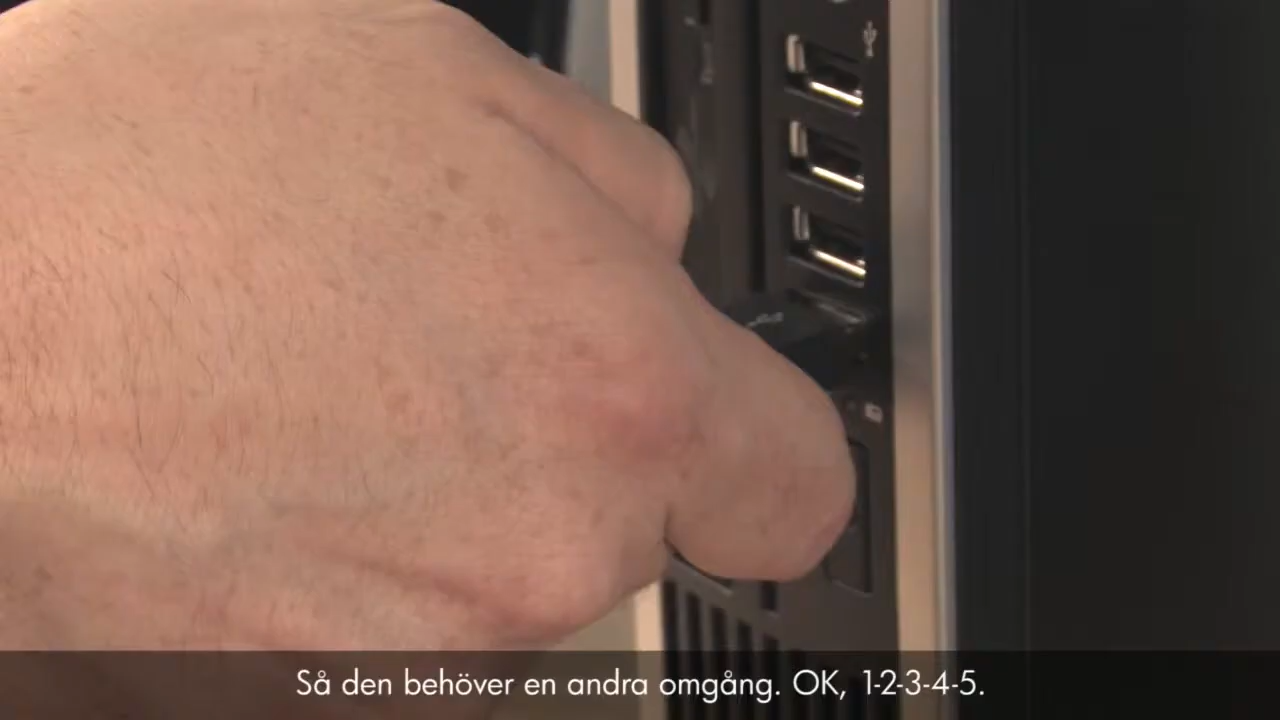 Så den behöver en andra omgång. OK, 1-2-3-4-5.